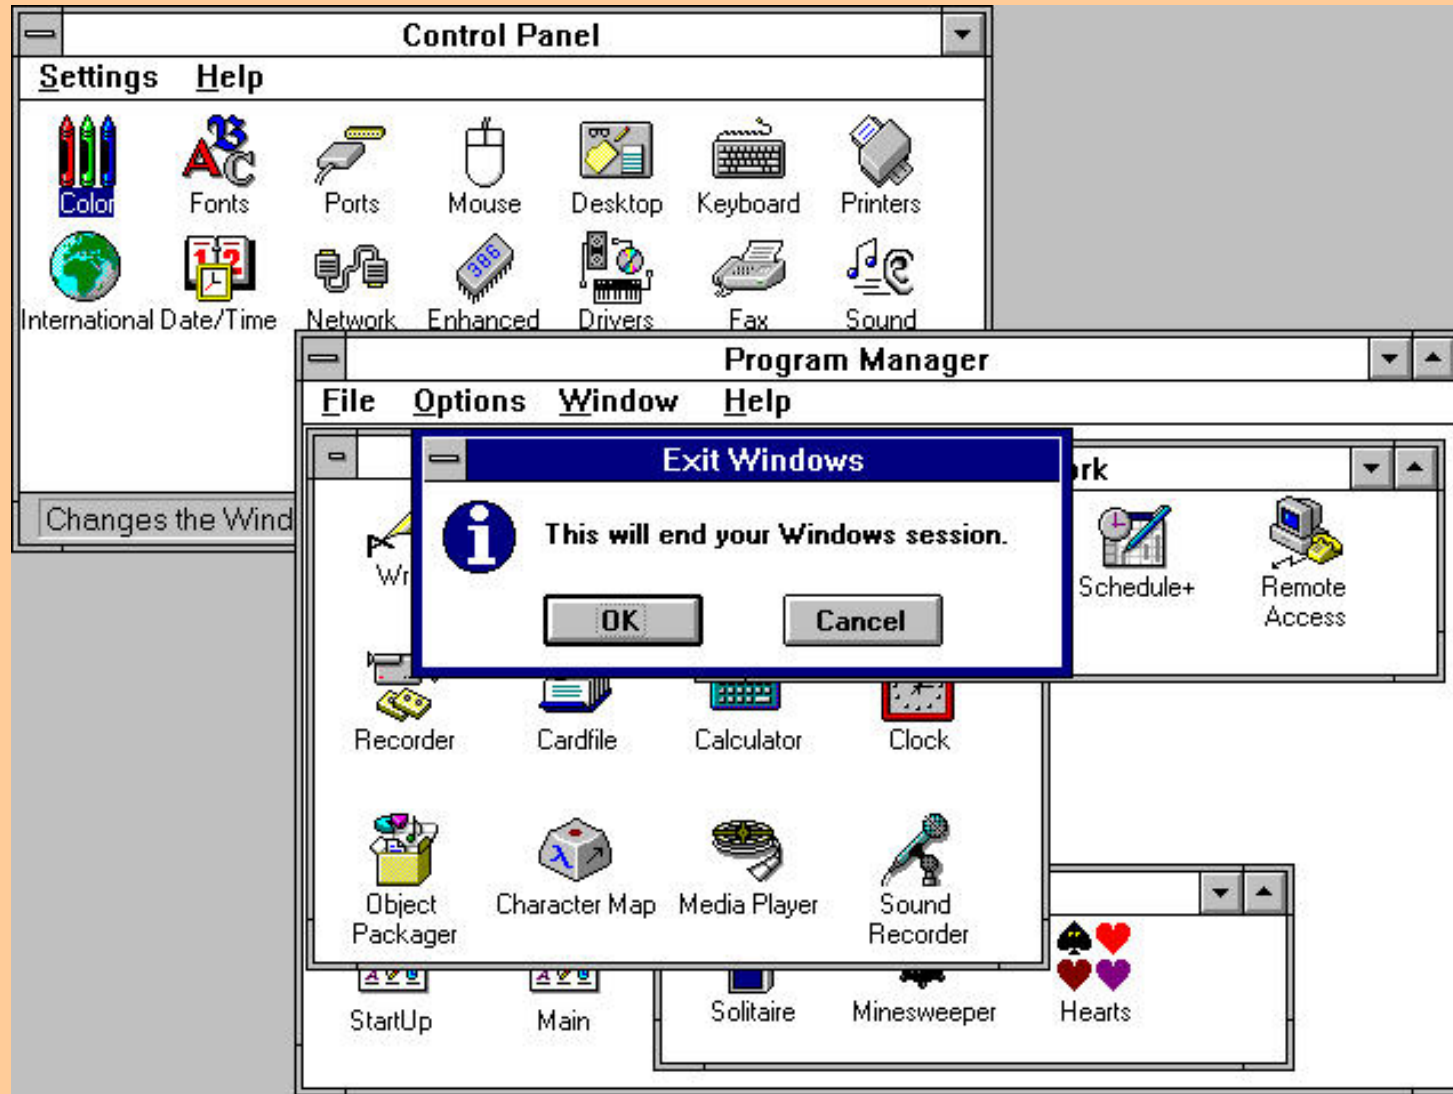 Control Panel
Settings Help
Color Fonts Ports Mouse Desktop Keyboard Printers
386
International Date/Time Network Enhanced Drivers Fax Sound
Changes the Wind
Program Manager
File Options Window Help
Exit Windows
This will end your Windows session.
OK Cancel
Schedule+
Remote
Access
Recorder Cardfile Calculator Clock
Object
Packager
Character Map Media Player
Sound
Recorder
StartUp Main
Solitaire Minesweeper Hearts